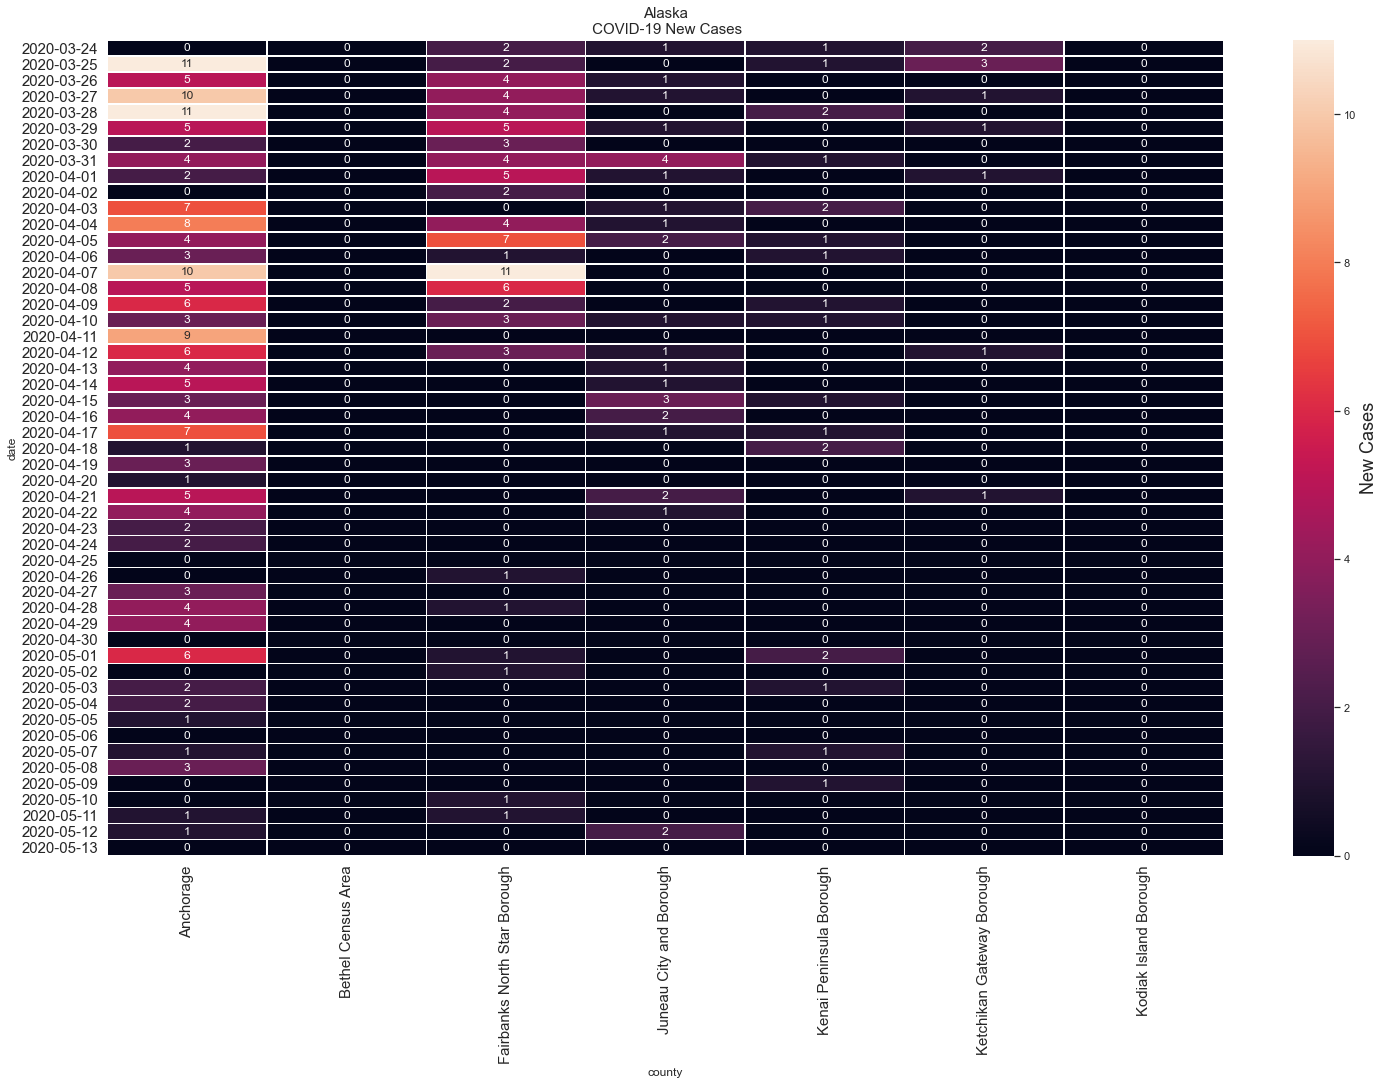 Alaska
COVID-19 New Cases
2020-03-24 0 0 2 1 1 2 0
2020-03-25 11 0 2 0 1 3 0
2020-03-26 5 0 4 1 0 0 0
2020-03-27 10 0 4 1 0 1 0
2020-03-28 11 0 4 0 2 0 0
2020-03-29 5 0 5 1 0 1 0
2020-03-30 2 0 3 0 0 0 0
2020-03-31 4 0 4 4 1 0 0
2020-04-01 2 0 5 1 0 1 0
2020-04-02 0 0 2 0 0 0 0
2020-04-03 7 0 0 1 2 0 0
2020-04-04 8 0 4 1 0 0 0
2020-04-05 4 0 7 2 1 0 0
2020-04-06 3 0 1 0 1 0 0
2020-04-07 10 0 11 0 0 0 0
2020-04-08 5 0 6 0 0 0 0
2020-04-09 6 0 2 0 1 0 0
2020-04-10 3 0 3 1 1 0 0
2020-04-11 9 0 0 0 0 0 0
2020-04-12 6 0 3 1 0 1 0
2020-04-13 4 0 0 1 0 0 0
2020-04-14 5 0 0 1 0 0 0
2020-04-15 3 0 0 3 1 0 0
2020-04-16 4 0 0 2 0 0 0
2020-04-17 7 0 0 1 1 0 0
2020-04-18 1 0 0 0 2 0 0
2020-04-19 3 0 0 0 0 0 0
2020-04-20 1 0 0 0 0 0 0
2020-04-21 5 0 0 2 0 1 0
2020-04-22 4 0 0 1 0 0 0
2020-04-23 2 0 0 0 0 0 0
2020-04-24 2 0 0 0 0 0 0
2020-04-25 0 0 0 0 0 0 0
2020-04-26 0 0 1 0 0 0 0
2020-04-27 3 0 0 0 0 0 0
2020-04-28 4 0 1 0 0 0 0
2020-04-29 4 0 0 0 0 0 0
2020-04-30 0 0 0 0 0 0 0
2020-05-01 6 0 1 0 2 0 0
2020-05-02 0 0 1 0 0 0 0
2020-05-03 2 0 0 0 1 0 0
2020-05-04 2 0 0 0 0 0 0
2020-05-05 1 0 0 0 0 0 0
2020-05-06 0 0 0 0 0 0 0
2020-05-07 1 0 0 0 1 0 0
2020-05-08 3 0 0 0 0 0 0
2020-05-09 0 0 0 0 1 0 0
2020-05-10 0 0 1 0 0 0 0
2020-05-11 1 0 1 0 0 0 0
2020-05-12 1 0 0 2 0 0 0
2020-05-13 0 0 0 0 0 0 0
date
Anchorage
Bethel Census Area
Fairbanks North Star Borough
Juneau City and Borough
Kenai Peninsula Borough
Ketchikan Gateway Borough
Kodiak Island Borough
county
10
8
6
4
2
0
New Cases